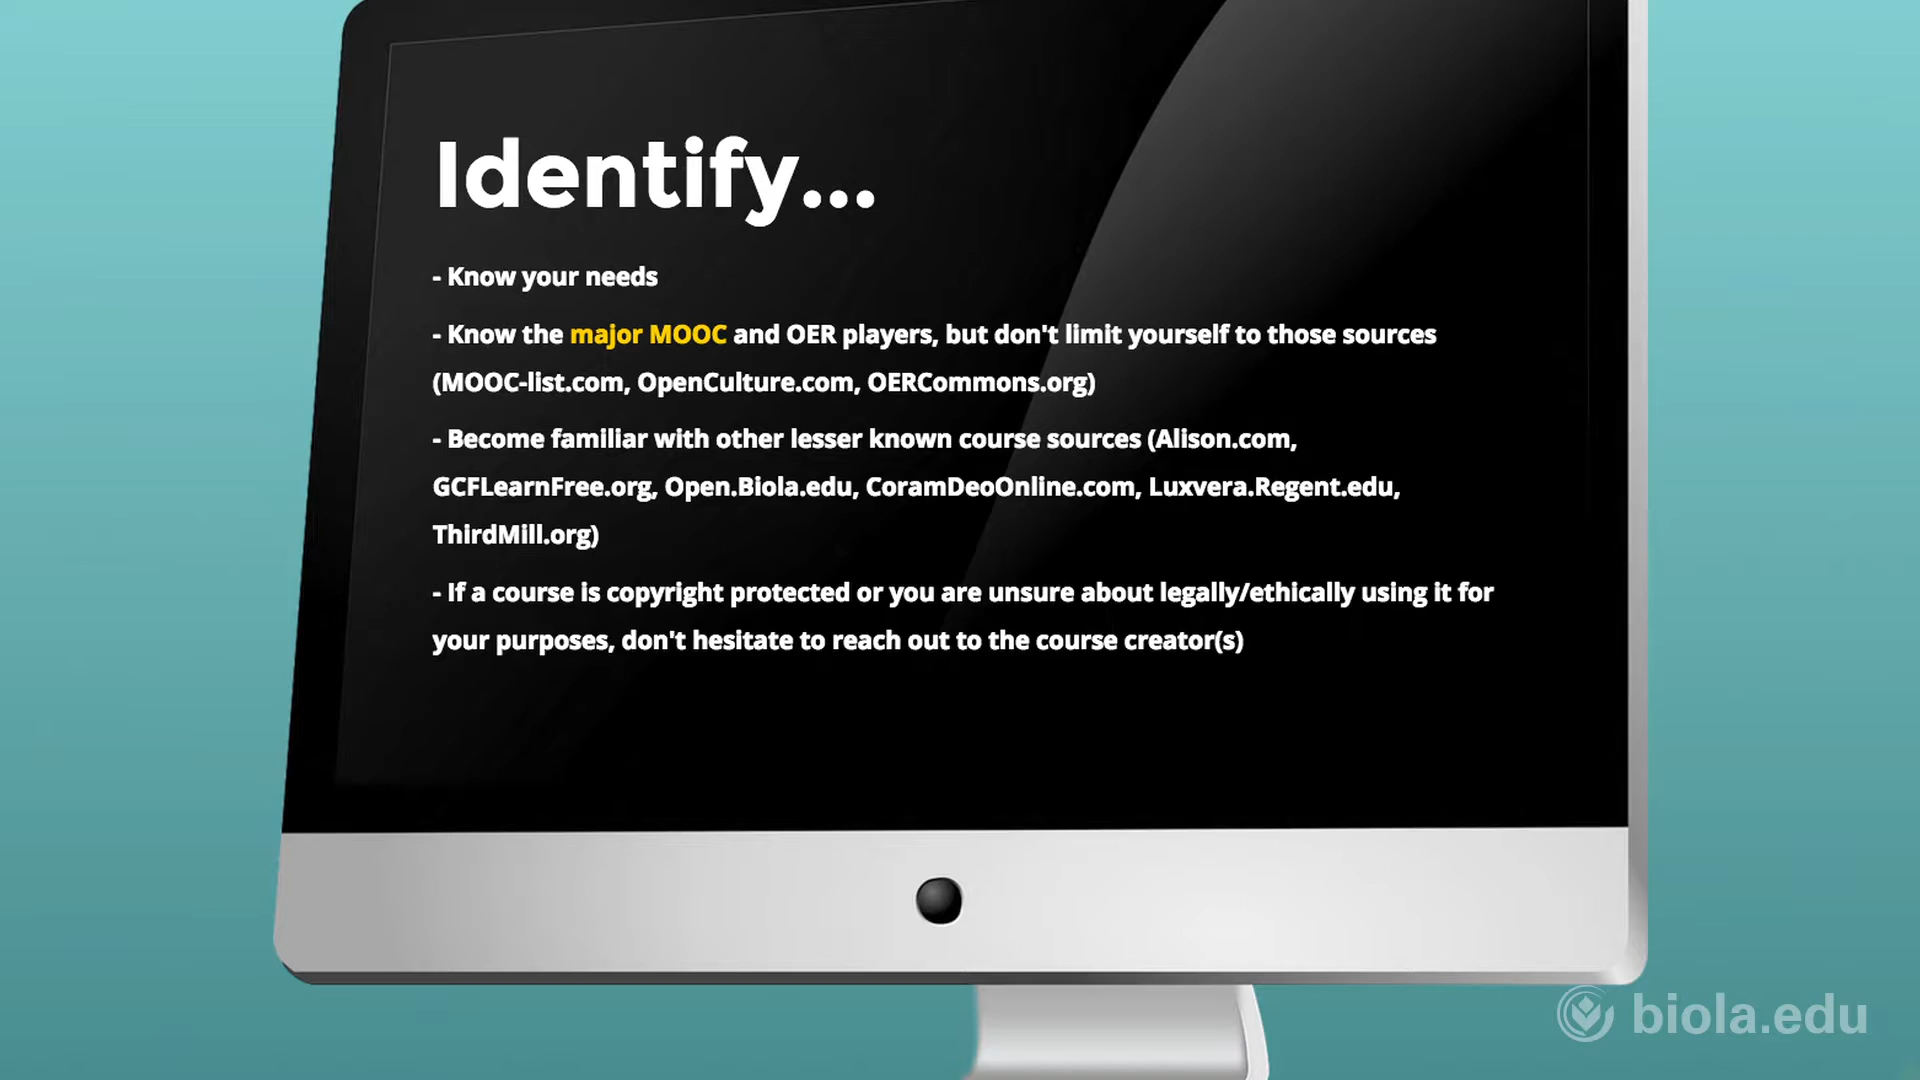 Identify...
- Know your needs
- Know the major MOOC and OER players, but don't limit yourself to those sources
(MOOC-list.com, OpenCulture.com, OERCommons.org)
- Become familiar with other lesser known course sources (Alison.com,
GCFLearnFree.org, Open.Biola.edu, CoramDeoOnline.com, Luxvera.Regent.edu,
ThirdMill.org)
- If a course is copyright protected or you are unsure about legally/ethically using it for
your purposes, don't hesitate to reach out to the course creator(s)
biola.edu